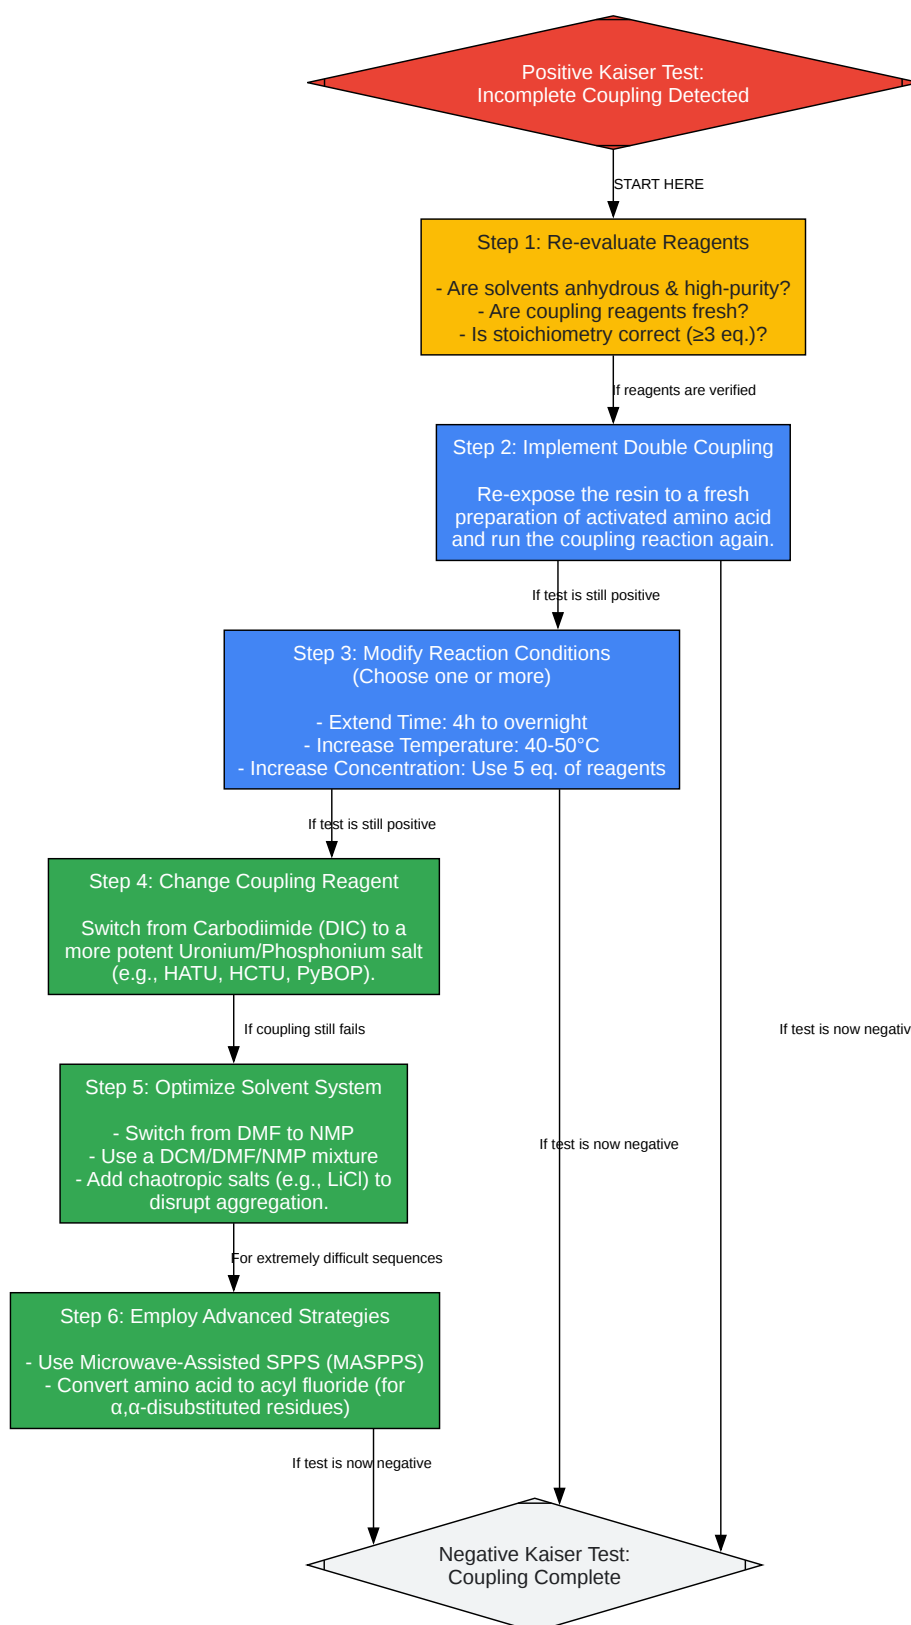 Positive Kaiser Test:
Incomplete Coupling Detected
START HERE
Step 1: Re-evaluate Reagents
- Are solvents anhydrous & high-purity?
- Are coupling reagents fresh?
- Is stoichiometry correct (≥3 eq.)?
If reagents are verified
Step 2: Implement Double Coupling
Re-expose the resin to a fresh
preparation of activated amino acid
and run the coupling reaction again.
If test is still positive
Step 3: Modify Reaction Conditions
(Choose one or more)
- Extend Time: 4h to overnight
- Increase Temperature: 40-50°C
- Increase Concentration: Use 5 eq. of reagents
If test is still positive
Step 4: Change Coupling Reagent
Switch from Carbodiimide (DIC) to a
more potent Uronium/Phosphonium salt
(e.g., HATU, HCTU, PyBOP).
If coupling still fails
If test is now negativ
Step 5: Optimize Solvent System
- Switch from DMF to NMP
- Use a DCM/DMF/NMP mixture
- Add chaotropic salts (e.g., LiCl) to
disrupt aggregation.
If test is now negative
For extremely difficult sequences
Step 6: Employ Advanced Strategies
- Use Microwave-Assisted SPPS (MASPPS)
- Convert amino acid to acyl fluoride (for
α,α-disubstituted residues)
If test is now negative
Negative Kaiser Test:
Coupling Complete